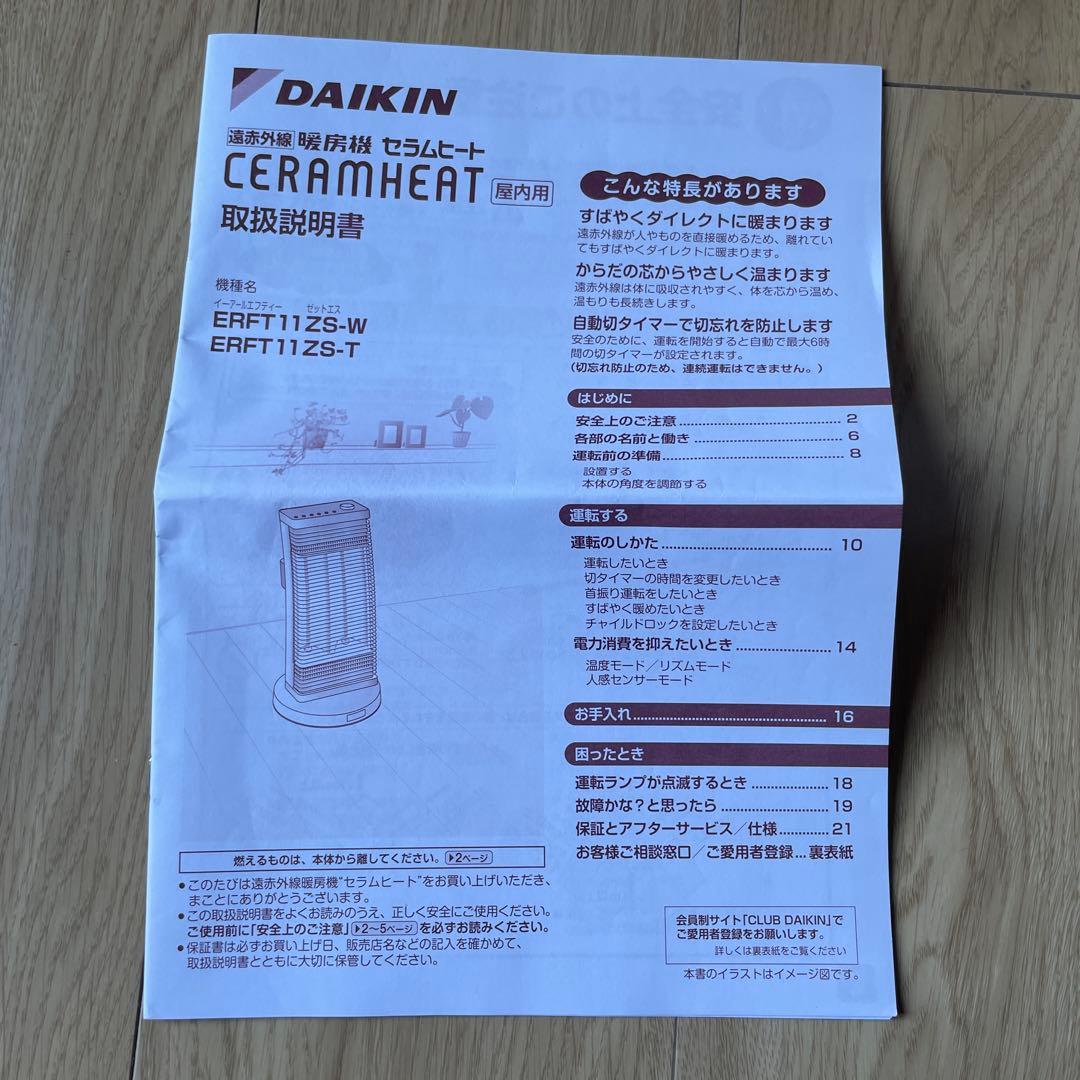 DAIKIN
遠赤外線 暖房機 セラムヒート
CERAMHEAT 屋内用
取扱説明書
機種名
イーアールエフティー ゼットエス
ERFT11ZS-W
ERFT11ZS-T
燃えるものは、本体から離してください。 2ページ
●このたびは遠赤外線暖房機“セラムヒート”をお買い上げいただき、
まことにありがとうございます。
●この取扱説明書をよくお読みのうえ、正しく安全にご使用ください。
ご使用前に「安全上のご注意」 2〜5ページ を必ずお読みください。
●保証書は必ずお買い上げ日、販売店名などの記入を確かめて、
取扱説明書とともに大切に保管してください。
こんな特長があります
すばやくダイレクトに暖まります
遠赤外線が人やものを直接暖めるため、離れてい
てもすばやくダイレクトに暖まります。
からだの芯からやさしく温まります
遠赤外線は体に吸収されやすく、体を芯から温め、
温もりも長続きします。
自動切タイマーで切忘れを防止します
安全のために、運転を開始すると自動で最大6時
間の切タイマーが設定されます。
(切忘れ防止のため、連続運転はできません。)
はじめに
安全上のご注意 2
各部の名前と働き 6
運転前の準備 8
設置する
本体の角度を調節する
運転する
運転のしかた 10
運転したいとき
切タイマーの時間を変更したいとき
首振り運転をしたいとき
すばやく暖めたいとき
チャイルドロックを設定したいとき
電力消費を抑えたいとき 14
温度モード／リズムモード
人感センサーモード
お手入れ 16
困ったとき
運転ランプが点滅するとき 18
故障かな？と思ったら 19
保証とアフターサービス／仕様 21
お客様ご相談窓口／ご愛用者登録 … 裏表紙
会員制サイト「CLUB DAIKIN」で
ご愛用者登録をお願いします。
詳しくは裏表紙をご覧ください
本書のイラストはイメージ図です。